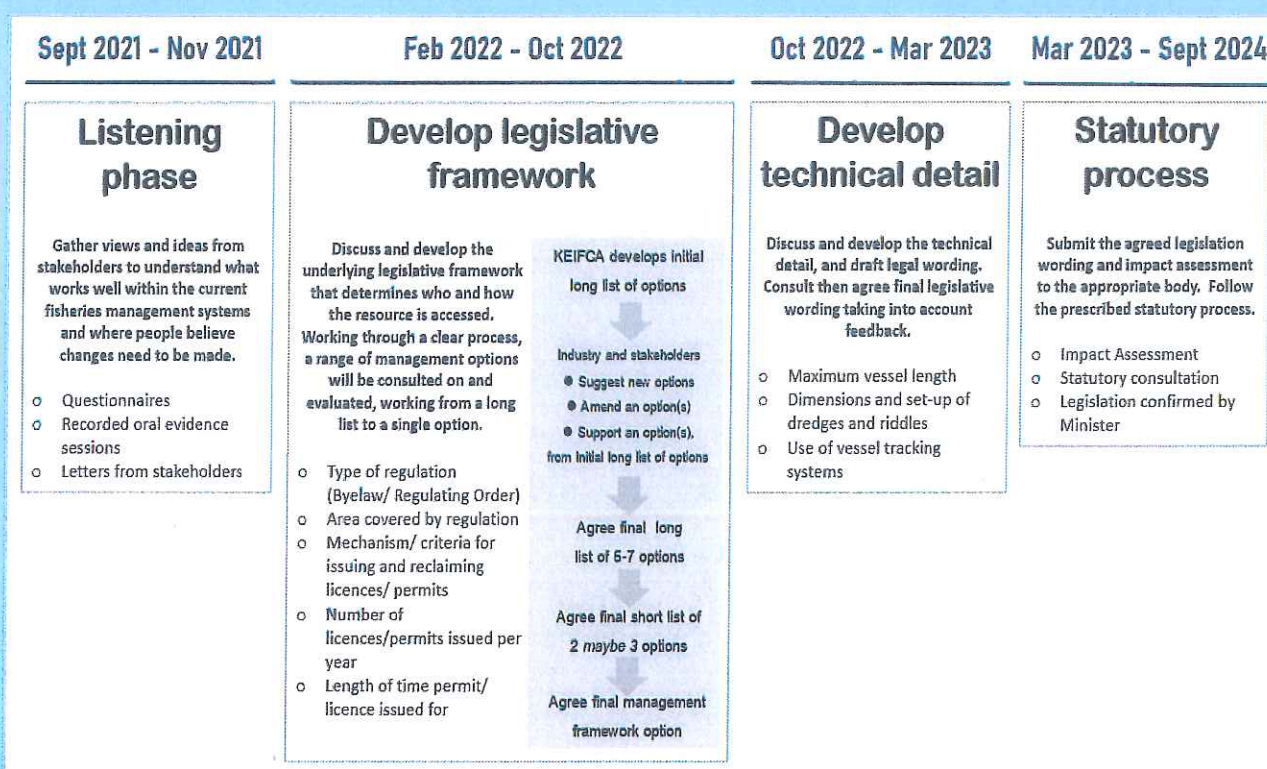 Sept 2021 - Nov 2021
Listening
phase
Gather views and ideas from
stakeholders to understand what
works well within the current
fisheries management systems
and where people believe
changes need to be made.
o Questionnaires
o Recorded oral evidence
sessions
o Letters from stakeholders
Feb 2022 - Oct 2022
Develop legislative
framework
Discuss and develop the
underlying legislative framework
that determines who and how
the resource is accessed.
Working through a clear process,
a range of management options
will be consulted on and
evaluated, working from a long
list to a single option.
o Type of regulation
(Byelaw/ Regulating Order)
o Area covered by regulation
o Mechanism/ criteria for
issuing and reclaiming
licences/ permits
o Number of
licences/permits issued per
year
o Length of time permit/
licence issued for
KEIFCA develops initial
long list of options
Industry and stakeholders
● Suggest new options
● Amend an option(s)
● Support an option(s),
from initial long list of options
Agree final long
list of 6-7 options
Agree final short list of
2 maybe 3 options
Agree final management
framework option
Oct 2022 - Mar 2023
Develop
technical detail
Discuss and develop the technical
detail, and draft legal wording.
Consult then agree final legislative
wording taking into account
feedback.
o Maximum vessel length
o Dimensions and set-up of
dredges and riddles
o Use of vessel tracking
systems
Mar 2023 - Sept 2024
Statutory
process
Submit the agreed legislation
wording and impact assessment
to the appropriate body. Follow
the prescribed statutory process.
o Impact Assessment
o Statutory consultation
o Legislation confirmed by
Minister